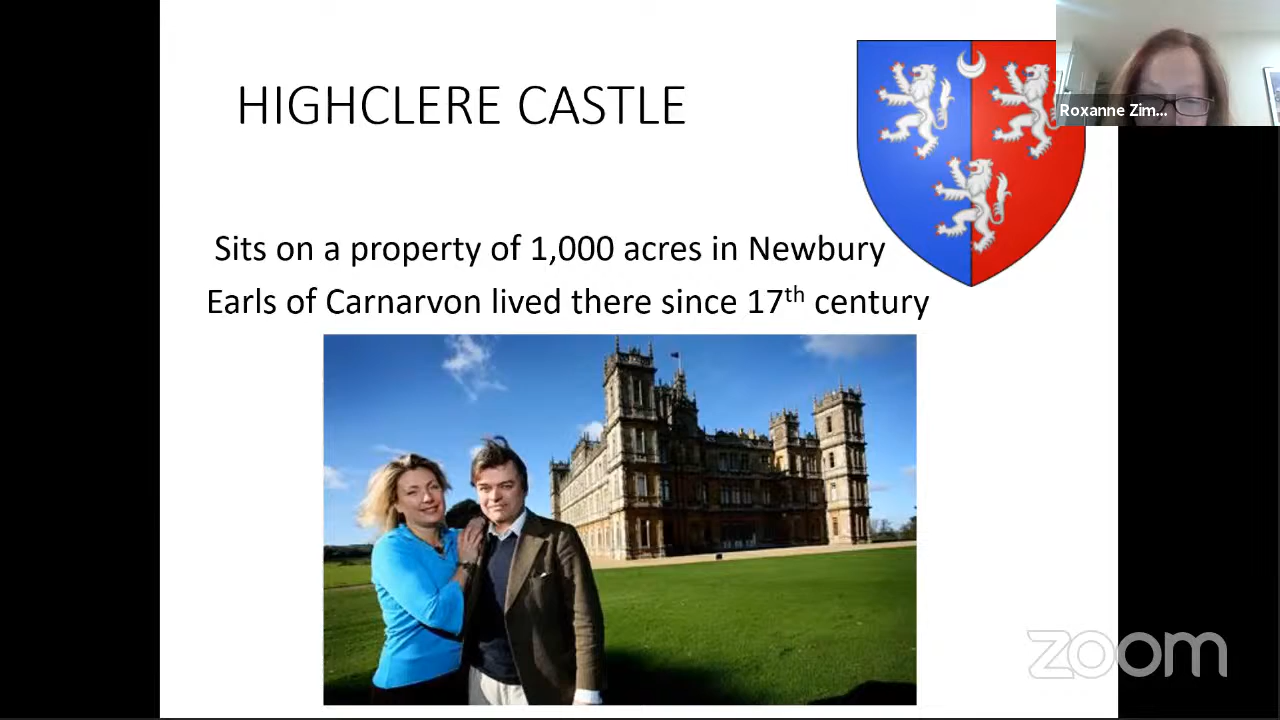 HIGHCLERE CASTLE
Roxanne Zim...
Sits on a property of 1,000 acres in Newbury
Earls of Carnarvon lived there since 17th century
zoom